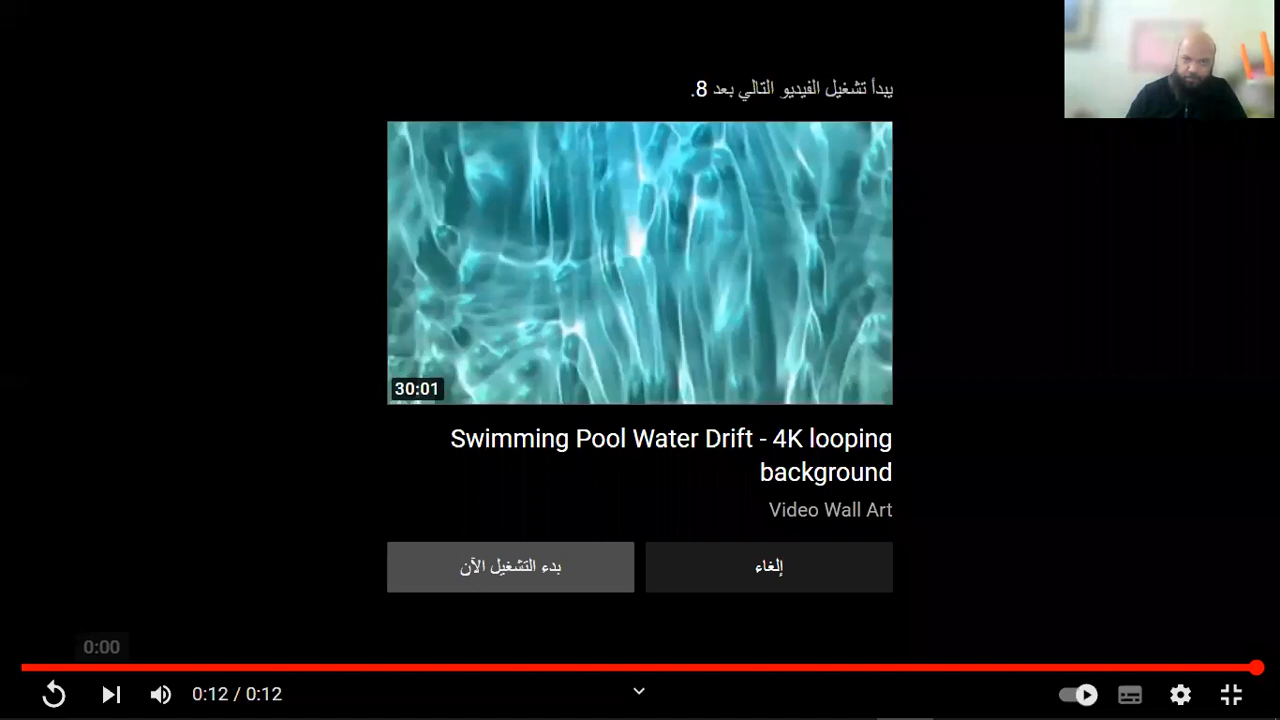 يبدأ تشغيل الفيديو التالي بعد 8.
30:01
Swimming Pool Water Drift - 4K looping
background
Video Wall Art
بدء التشغيل الآن
إلغاء
0:00
0:12 / 0:12